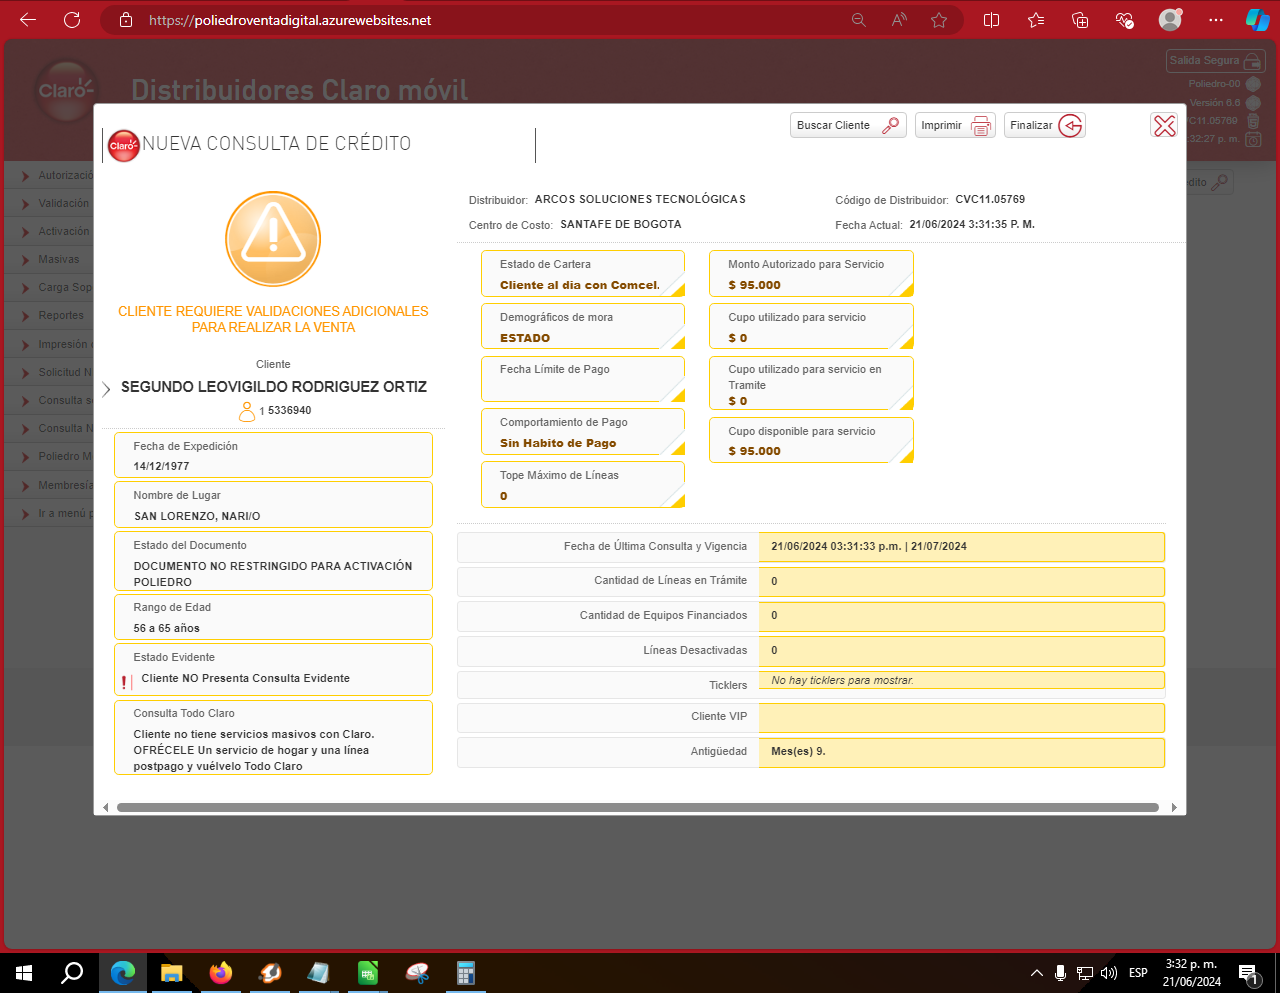 https://poliedroventadigital.azurewebsites.net
Claro
Distribuidores Claro móvil
Salida Segura
Poliedro-00
Versión 6.6
:32:27 p. m.
Autorizació
Validación
Activación
Masivas
Carga Sop
Reportes
Impresión
Solicitud N
Consulta s
Consulta N
Poliedro M
Membresía
Ir a menú p
Claro
NUEVA CONSULTA DE CRÉDITO
Buscar Cliente
Imprimir
Finalizar
CLIENTE REQUIERE VALIDACIONES ADICIONALES
PARA REALIZAR LA VENTA
Cliente
SEGUNDO LEOVIGILDO RODRIGUEZ ORTIZ
1 5336940
Fecha de Expedición
14/12/1977
Nombre de Lugar
SAN LORENZO, NARI/O
Estado del Documento
DOCUMENTO NO RESTRINGIDO PARA ACTIVACIÓN
POLIEDRO
Rango de Edad
56 a 65 años
Estado Evidente
Cliente NO Presenta Consulta Evidente
Consulta Todo Claro
Cliente no tiene servicios masivos con Claro.
OFRÉCELE Un servicio de hogar y una línea
postpago y vuélvelo Todo Claro
Distribuidor: ARCOS SOLUCIONES TECNOLÓGICAS
Código de Distribuidor: CVC11.05769
Centro de Costo: SANTAFE DE BOGOTA
Fecha Actual: 21/06/2024 3:31:35 P. M.
Estado de Cartera
Cliente al dia con Comcel.
Demográficos de mora
ESTADO
Fecha Límite de Pago
Comportamiento de Pago
Sin Habito de Pago
Tope Máximo de Líneas
0
Monto Autorizado para Servicio
$ 95.000
Cupo utilizado para servicio
$ 0
Cupo utilizado para servicio en
Tramite
$ 0
Cupo disponible para servicio
$ 95.000
Fecha de Última Consulta y Vigencia 21/06/2024 03:31:33 p.m. | 21/07/2024
Cantidad de Líneas en Trámite 0
Cantidad de Equipos Financiados 0
Líneas Desactivadas 0
Ticklers No hay ticklers para mostrar.
Cliente VIP
Antigüedad Mes(es) 9.
ESP
3:32 p. m.
21/06/2024
1